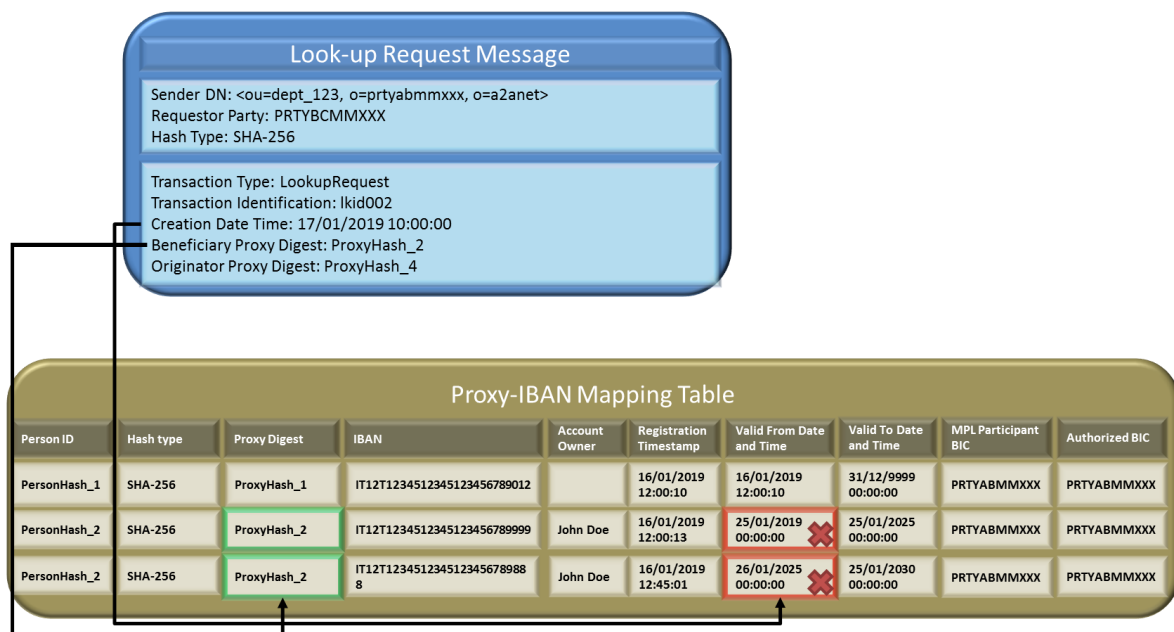 Look-up Request Message
Sender DN: <ou=dept_123, o=prtyabmmxxx, o=a2anet>
Requestor Party: PRTYBCMMXXX
Hash Type: SHA-256
Transaction Type: LookupRequest
Transaction Identification: lkid002
Creation Date Time: 17/01/2019 10:00:00
Beneficiary Proxy Digest: ProxyHash_2
Originator Proxy Digest: ProxyHash_4
Proxy-IBAN Mapping Table
Person ID Hash type Proxy Digest IBAN Account Owner Registration Timestamp Valid From Date and Time Valid To Date and Time MPL Participant BIC Authorized BIC
PersonHash_1 SHA-256 ProxyHash_1 IT12T1234512345123456789012 16/01/2019 12:00:10 16/01/2019 12:00:10 31/12/9999 00:00:00 PRTYABMMXXX PRTYABMMXXX
PersonHash_2 SHA-256 ProxyHash_2 IT12T1234512345123456789999 John Doe 16/01/2019 12:00:13 25/01/2019 00:00:00 25/01/2025 00:00:00 PRTYABMMXXX PRTYABMMXXX
PersonHash_2 SHA-256 ProxyHash_2 IT12T123451234512345678988 8 John Doe 16/01/2019 12:45:01 26/01/2025 00:00:00 25/01/2030 00:00:00 PRTYABMMXXX PRTYABMMXXX